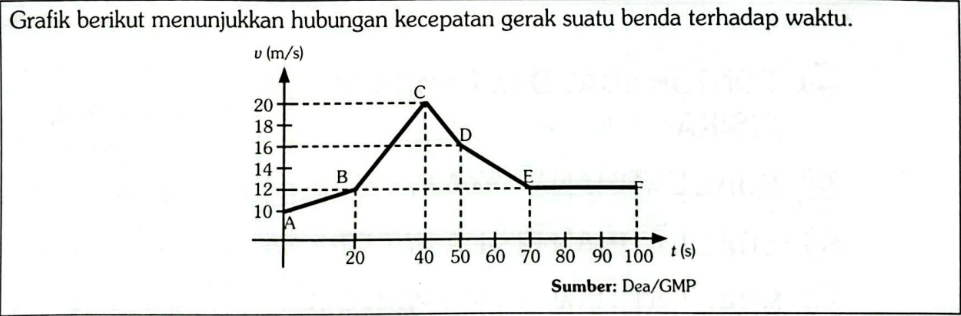 Grafik berikut menunjukkan hubungan kecepatan gerak suatu benda terhadap waktu.
v (m/s)
20
18
16
14
12
10
A
B
C
D
E
F
20 40 50 60 70 80 90 100 t (s)
Sumber: Dea/GMP